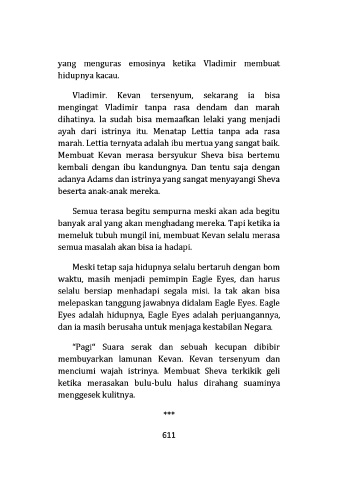 yang menguras emosinya ketika Vladimir membuat
hidupnya kacau.
Vladimir. Kevan tersenyum, sekarang ia bisa
mengingat Vladimir tanpa rasa dendam dan marah
dihatinya. Ia sudah bisa memaafkan lelaki yang menjadi
ayah dari istrinya itu. Menatap Lettia tanpa ada rasa
marah. Lettia ternyata adalah ibu mertua yang sangat baik.
Membuat Kevan merasa bersyukur Sheva bisa bertemu
kembali dengan ibu kandungnya. Dan tentu saja dengan
adanya Adams dan istrinya yang sangat menyayangi Sheva
beserta anak-anak mereka.
Semua terasa begitu sempurna meski akan ada begitu
banyak aral yang akan menghadang mereka. Tapi ketika ia
memeluk tubuh mungil ini, membuat Kevan selalu merasa
semua masalah akan bisa ia hadapi.
Meski tetap saja hidupnya selalu bertaruh dengan bom
waktu, masih menjadi pemimpin Eagle Eyes, dan harus
selalu bersiap menhadapi segala misi. Ia tak akan bisa
melepaskan tanggung jawabnya didalam Eagle Eyes. Eagle
Eyes adalah hidupnya, Eagle Eyes adalah perjuangannya,
dan ia masih berusaha untuk menjaga kestabilan Negara.
"Pagi" Suara serak dan sebuah kecupan dibibir
membuyarkan lamunan Kevan. Kevan tersenyum dan
menciumi wajah istrinya. Membuat Sheva terkikik geli
ketika merasakan bulu-bulu halus dirahang suaminya
menggesek kulitnya.
***
611